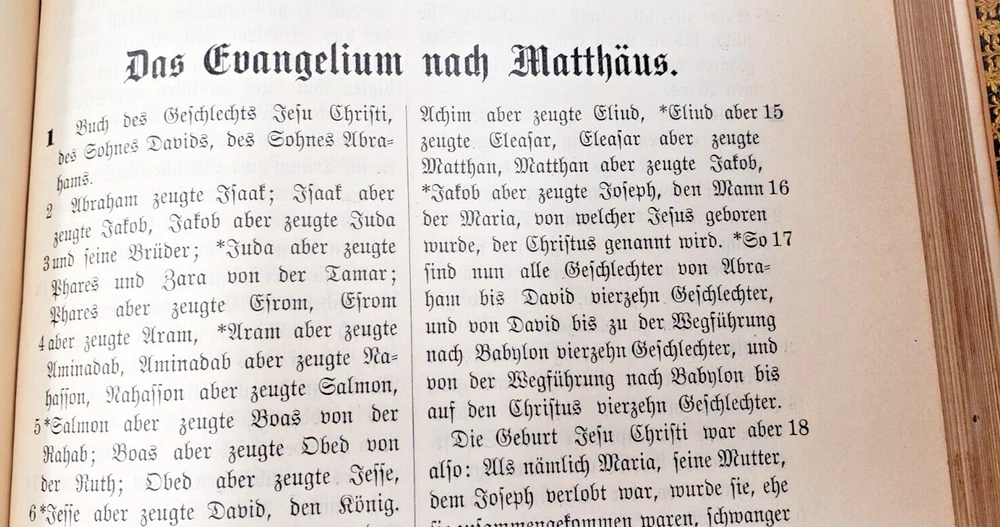 Das Evangelium nach Matthäus.
1 Buch des Geschlechts Jesu Christi,
des Sohnes Davids, des Sohnes Abra-
hams.
2 Abraham zeugte Isaak; Isaak aber
zeugte Jakob, Jakob aber zeugte Juda
3 und seine Brüder; *Juda aber zeugte
Phares und Zara von der Tamar;
Phares aber zeugte Esrom, Esrom
4 aber zeugte Aram, *Aram aber zeugte
Aminadab, Aminadab aber zeugte Na-
hasson, Nahasson aber zeugte Salmon,
5 *Salmon aber zeugte Boas von der
Rahab; Boas aber zeugte Obed von
der Ruth; Obed aber zeugte Jesse,
6 *Jesse aber zeugte David, den König.
Achim aber zeugte Eliud, *Eliud aber 15
zeugte Eleasar, Eleasar aber zeugte
Matthan, Matthan aber zeugte Jakob,
*Jakob aber zeugte Joseph, den Mann 16
der Maria, von welcher Jesus geboren
wurde, der Christus genannt wird. *So 17
sind nun alle Geschlechter von Abra-
ham bis David vierzehn Geschlechter,
und von David bis zu der Wegführung
nach Babylon vierzehn Geschlechter, und
von der Wegführung nach Babylon bis
auf den Christus vierzehn Geschlechter.
Die Geburt Jesu Christi war aber 18
also: Als nämlich Maria, seine Mutter,
dem Joseph verlobt war, wurde sie, ehe
sie zusammengekommen waren, schwanger